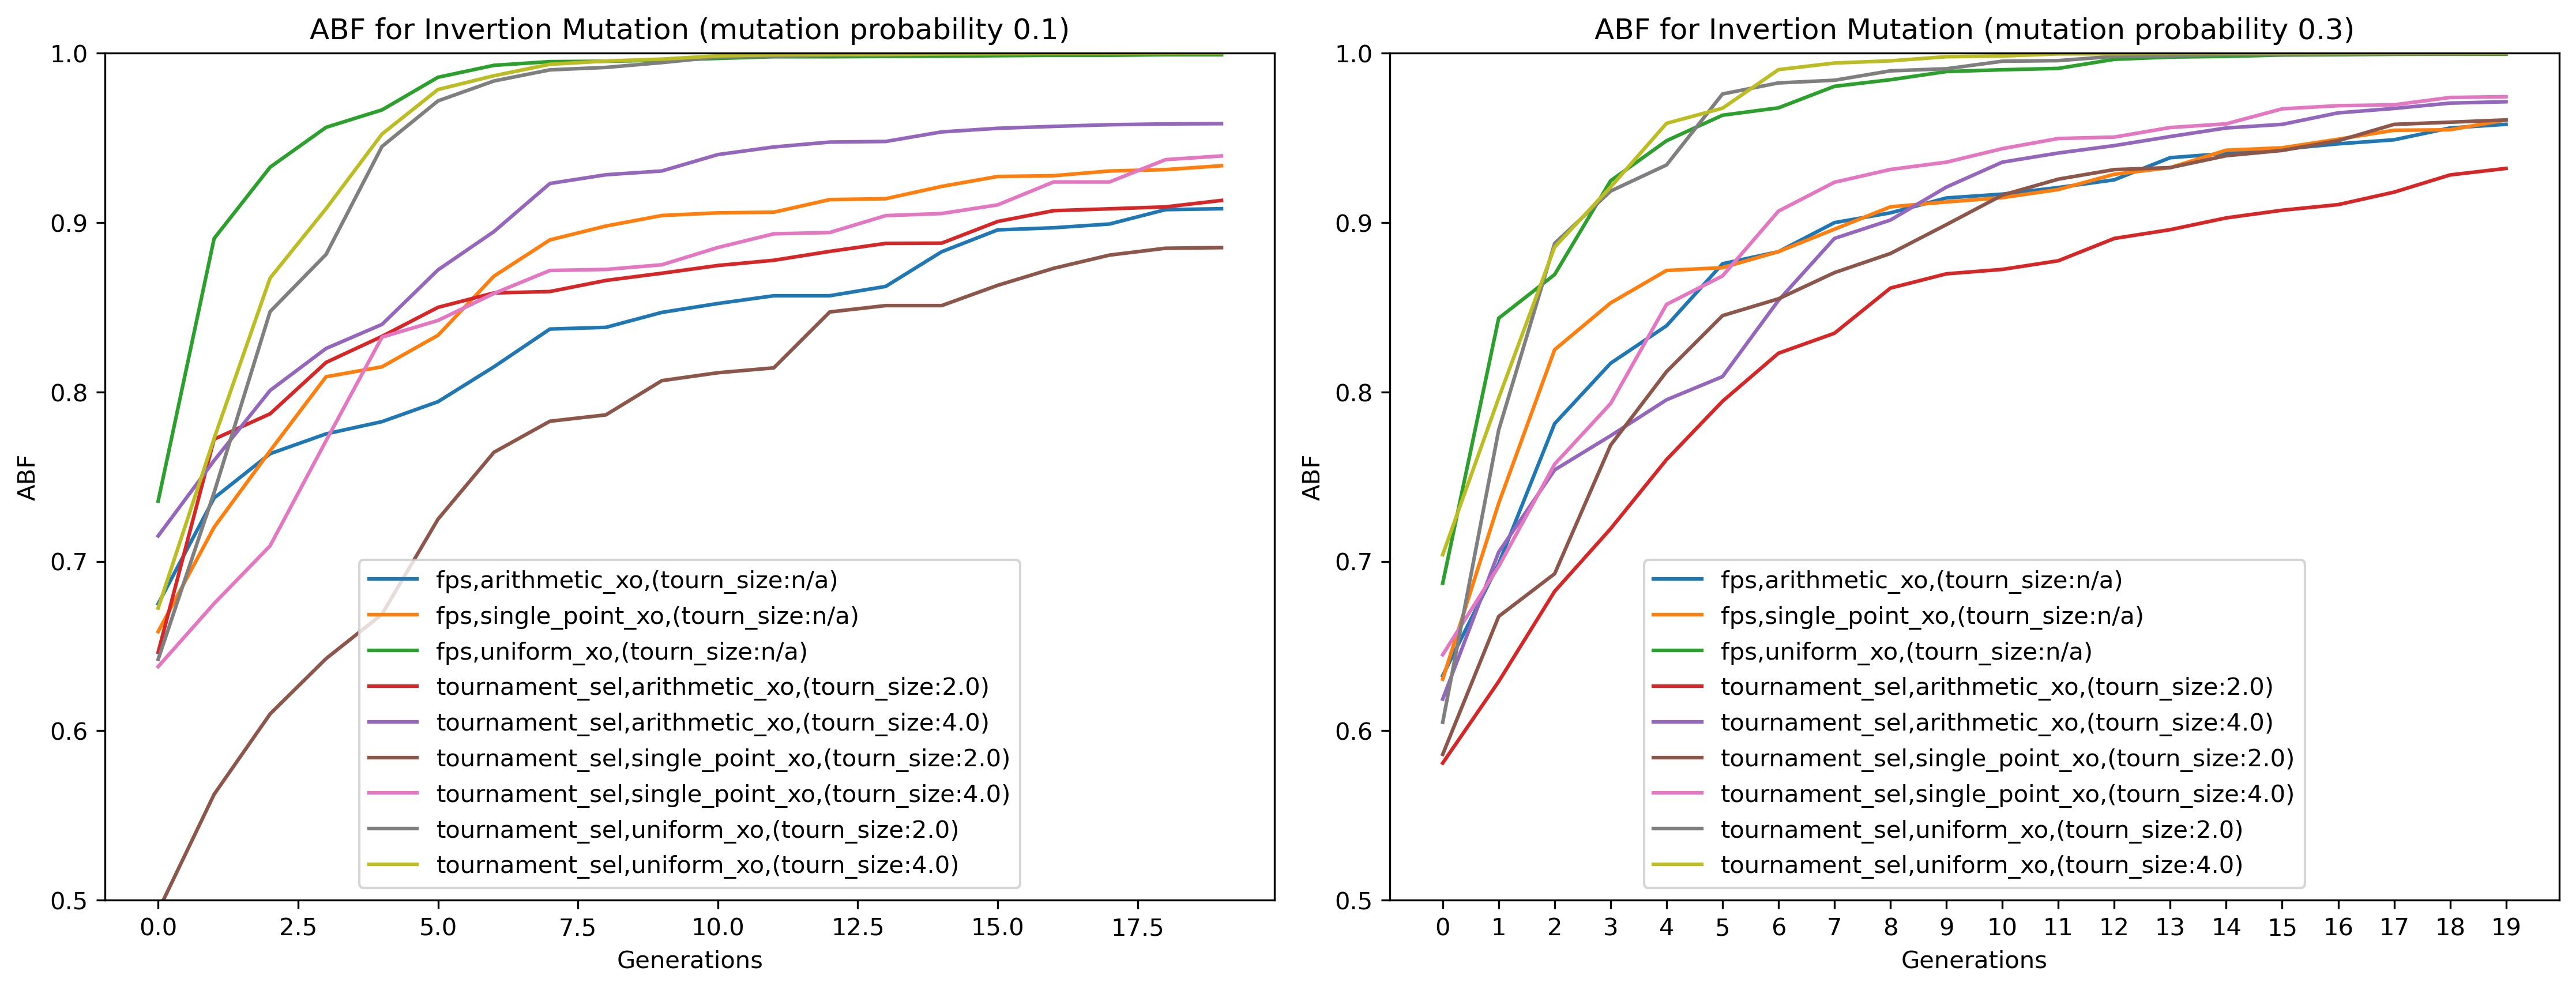 ABF for Invertion Mutation (mutation probability 0.1)
1.0
0.9
0.8
0.7
0.6
0.5
ABF
fps,arithmetic_xo,(tourn_size:n/a)
fps,single_point_xo,(tourn_size:n/a)
fps,uniform_xo,(tourn_size:n/a)
tournament_sel,arithmetic_xo,(tourn_size:2.0)
tournament_sel,arithmetic_xo,(tourn_size:4.0)
tournament_sel,single_point_xo,(tourn_size:2.0)
tournament_sel,single_point_xo,(tourn_size:4.0)
tournament_sel,uniform_xo,(tourn_size:2.0)
tournament_sel,uniform_xo,(tourn_size:4.0)
0.0 2.5 5.0 7.5 10.0 12.5 15.0 17.5
Generations
ABF for Invertion Mutation (mutation probability 0.3)
1.0
0.9
0.8
0.7
0.6
0.5
ABF
fps,arithmetic_xo,(tourn_size:n/a)
fps,single_point_xo,(tourn_size:n/a)
fps,uniform_xo,(tourn_size:n/a)
tournament_sel,arithmetic_xo,(tourn_size:2.0)
tournament_sel,arithmetic_xo,(tourn_size:4.0)
tournament_sel,single_point_xo,(tourn_size:2.0)
tournament_sel,single_point_xo,(tourn_size:4.0)
tournament_sel,uniform_xo,(tourn_size:2.0)
tournament_sel,uniform_xo,(tourn_size:4.0)
0 1 2 3 4 5 6 7 8 9 10 11 12 13 14 15 16 17 18 19
Generations